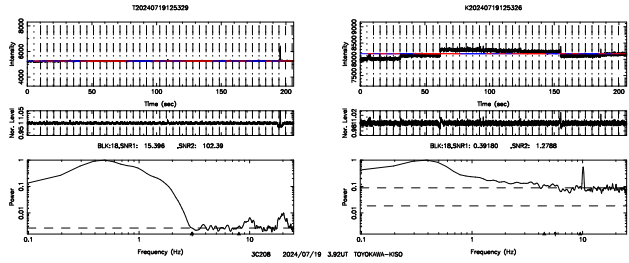 T20240719125329
K20240719125326
Intensity
4000
6000
8000
0
50
100
150
200
Time (sec)
Intensity
7500
8000
8500
9000
0
50
100
150
200
Time (sec)
Nor. Level
0.95
1.05
Nor. Level
0.98
1.02
BLK:18,SNR1: 15.396 ,SNR2: 102.39
BLK:18,SNR1: 0.39180 ,SNR2: 1.2788
Power
0.01
0.1
1
0.1
1
10
Frequency (Hz)
Power
0.01
0.1
1
0.1
1
10
Frequency (Hz)
3C208 2024/07/19 3.92UT TOYOKAWA-KISO